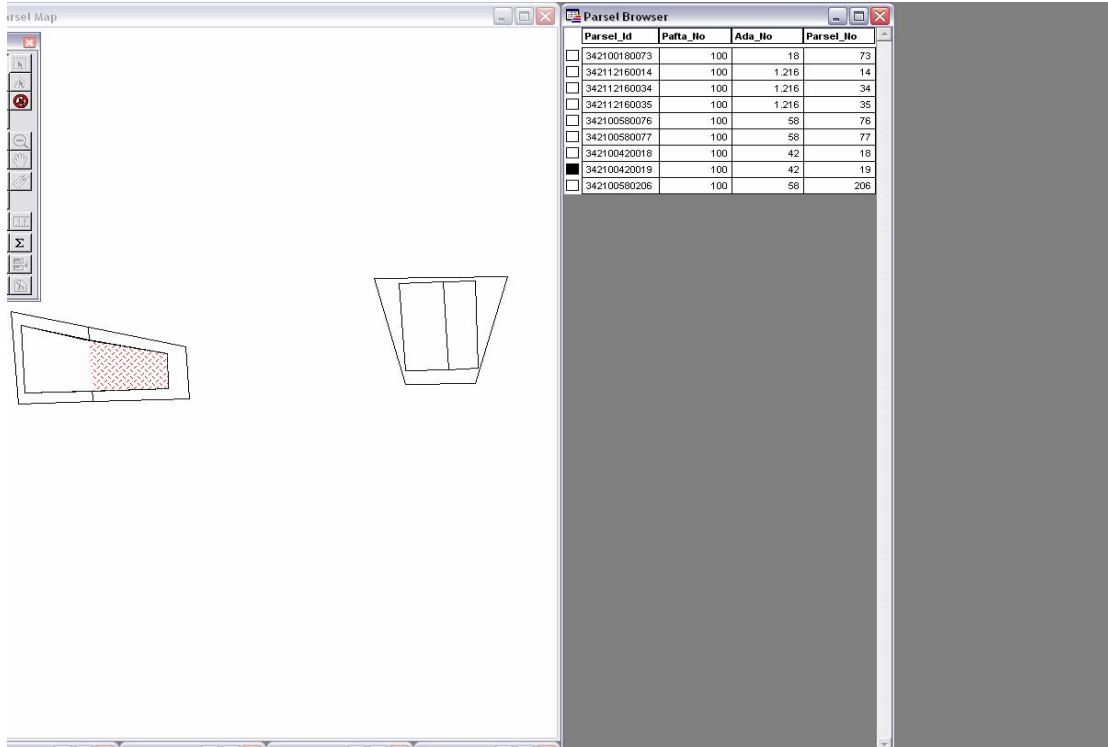 arsel Map
Parsel Browser
Parsel_Id Pafta_No Ada_No Parsel_No
342100180073 100 18 73
342112160014 100 1.216 14
342112160034 100 1.216 34
342112160035 100 1.216 35
342100580076 100 58 76
342100580077 100 58 77
342100420018 100 42 18
342100420019 100 42 19
342100580206 100 58 206
Σ